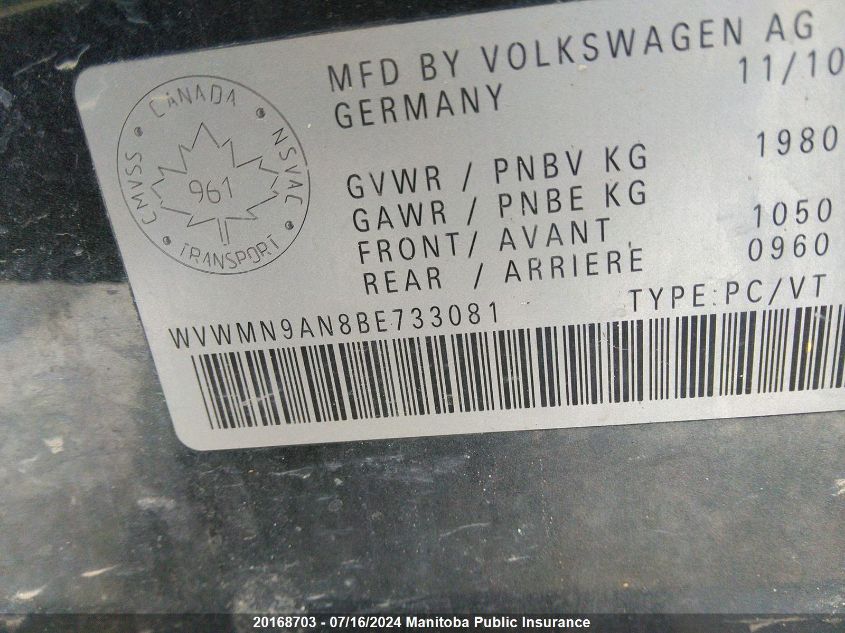 MFD BY VOLKSWAGEN AG
GERMANY 11/10
CANADA
CMVSS NSVAC
961
TRANSPORT
GVWR / PNBV KG 1980
GAWR / PNBE KG
FRONT/ AVANT 1050
REAR / ARRIERE 0960
TYPE:PC/VT
WVWMN9AN8BE733081
20168703 - 07/16/2024 Manitoba Public Insurance